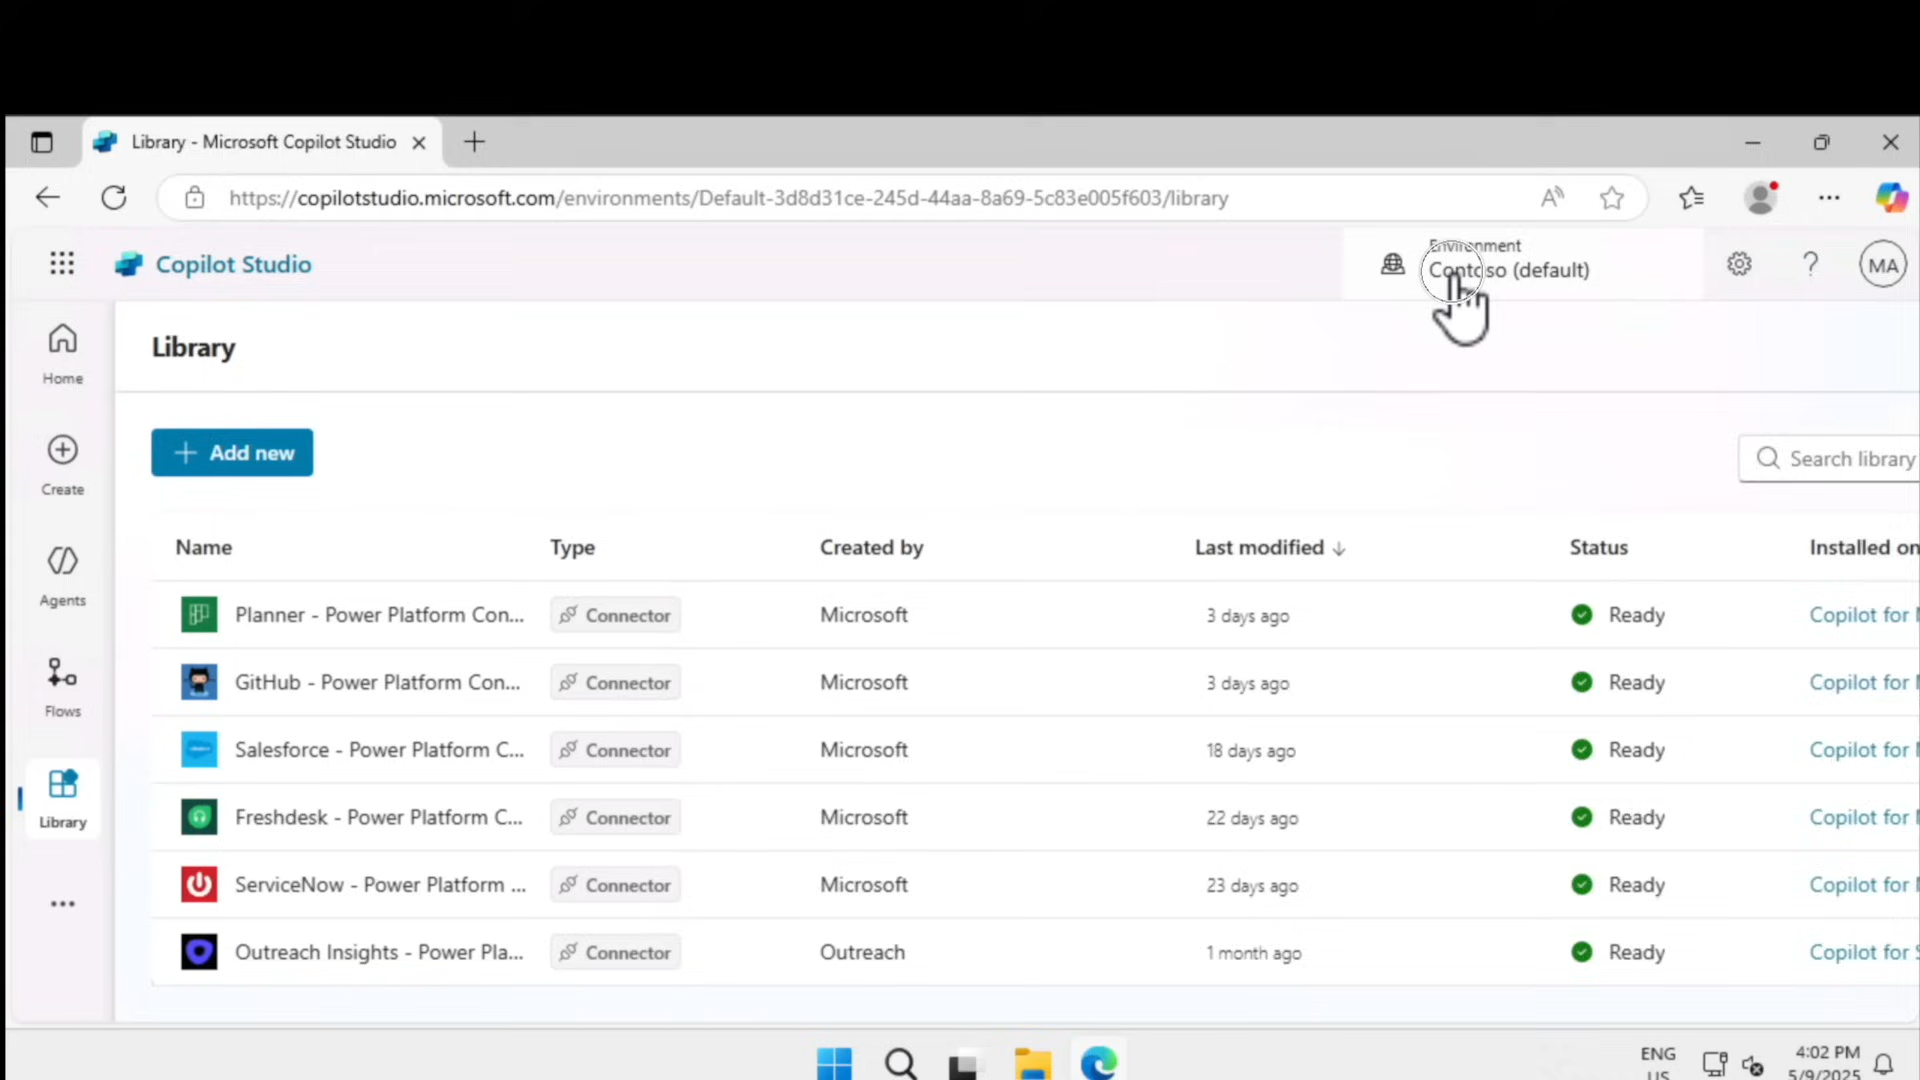 Library - Microsoft Copilot Studio
https://copilotstudio.microsoft.com/environments/Default-3d8d31ce-245d-44aa-8a69-5c83e005f603/library
Copilot Studio
Environment
Contoso (default)
MA
Home
Create
Agents
Flows
Library
Library
Add new
Search library
Name Type Created by Last modified Status Installed on
Planner - Power Platform Con... Connector Microsoft 3 days ago Ready Copilot for
GitHub - Power Platform Con... Connector Microsoft 3 days ago Ready Copilot for
Salesforce - Power Platform C... Connector Microsoft 18 days ago Ready Copilot for
Freshdesk - Power Platform C... Connector Microsoft 22 days ago Ready Copilot for
ServiceNow - Power Platform ... Connector Microsoft 23 days ago Ready Copilot for
Outreach Insights - Power Pla... Connector Outreach 1 month ago Ready Copilot for
ENG
US
4:02 PM
5/9/2025